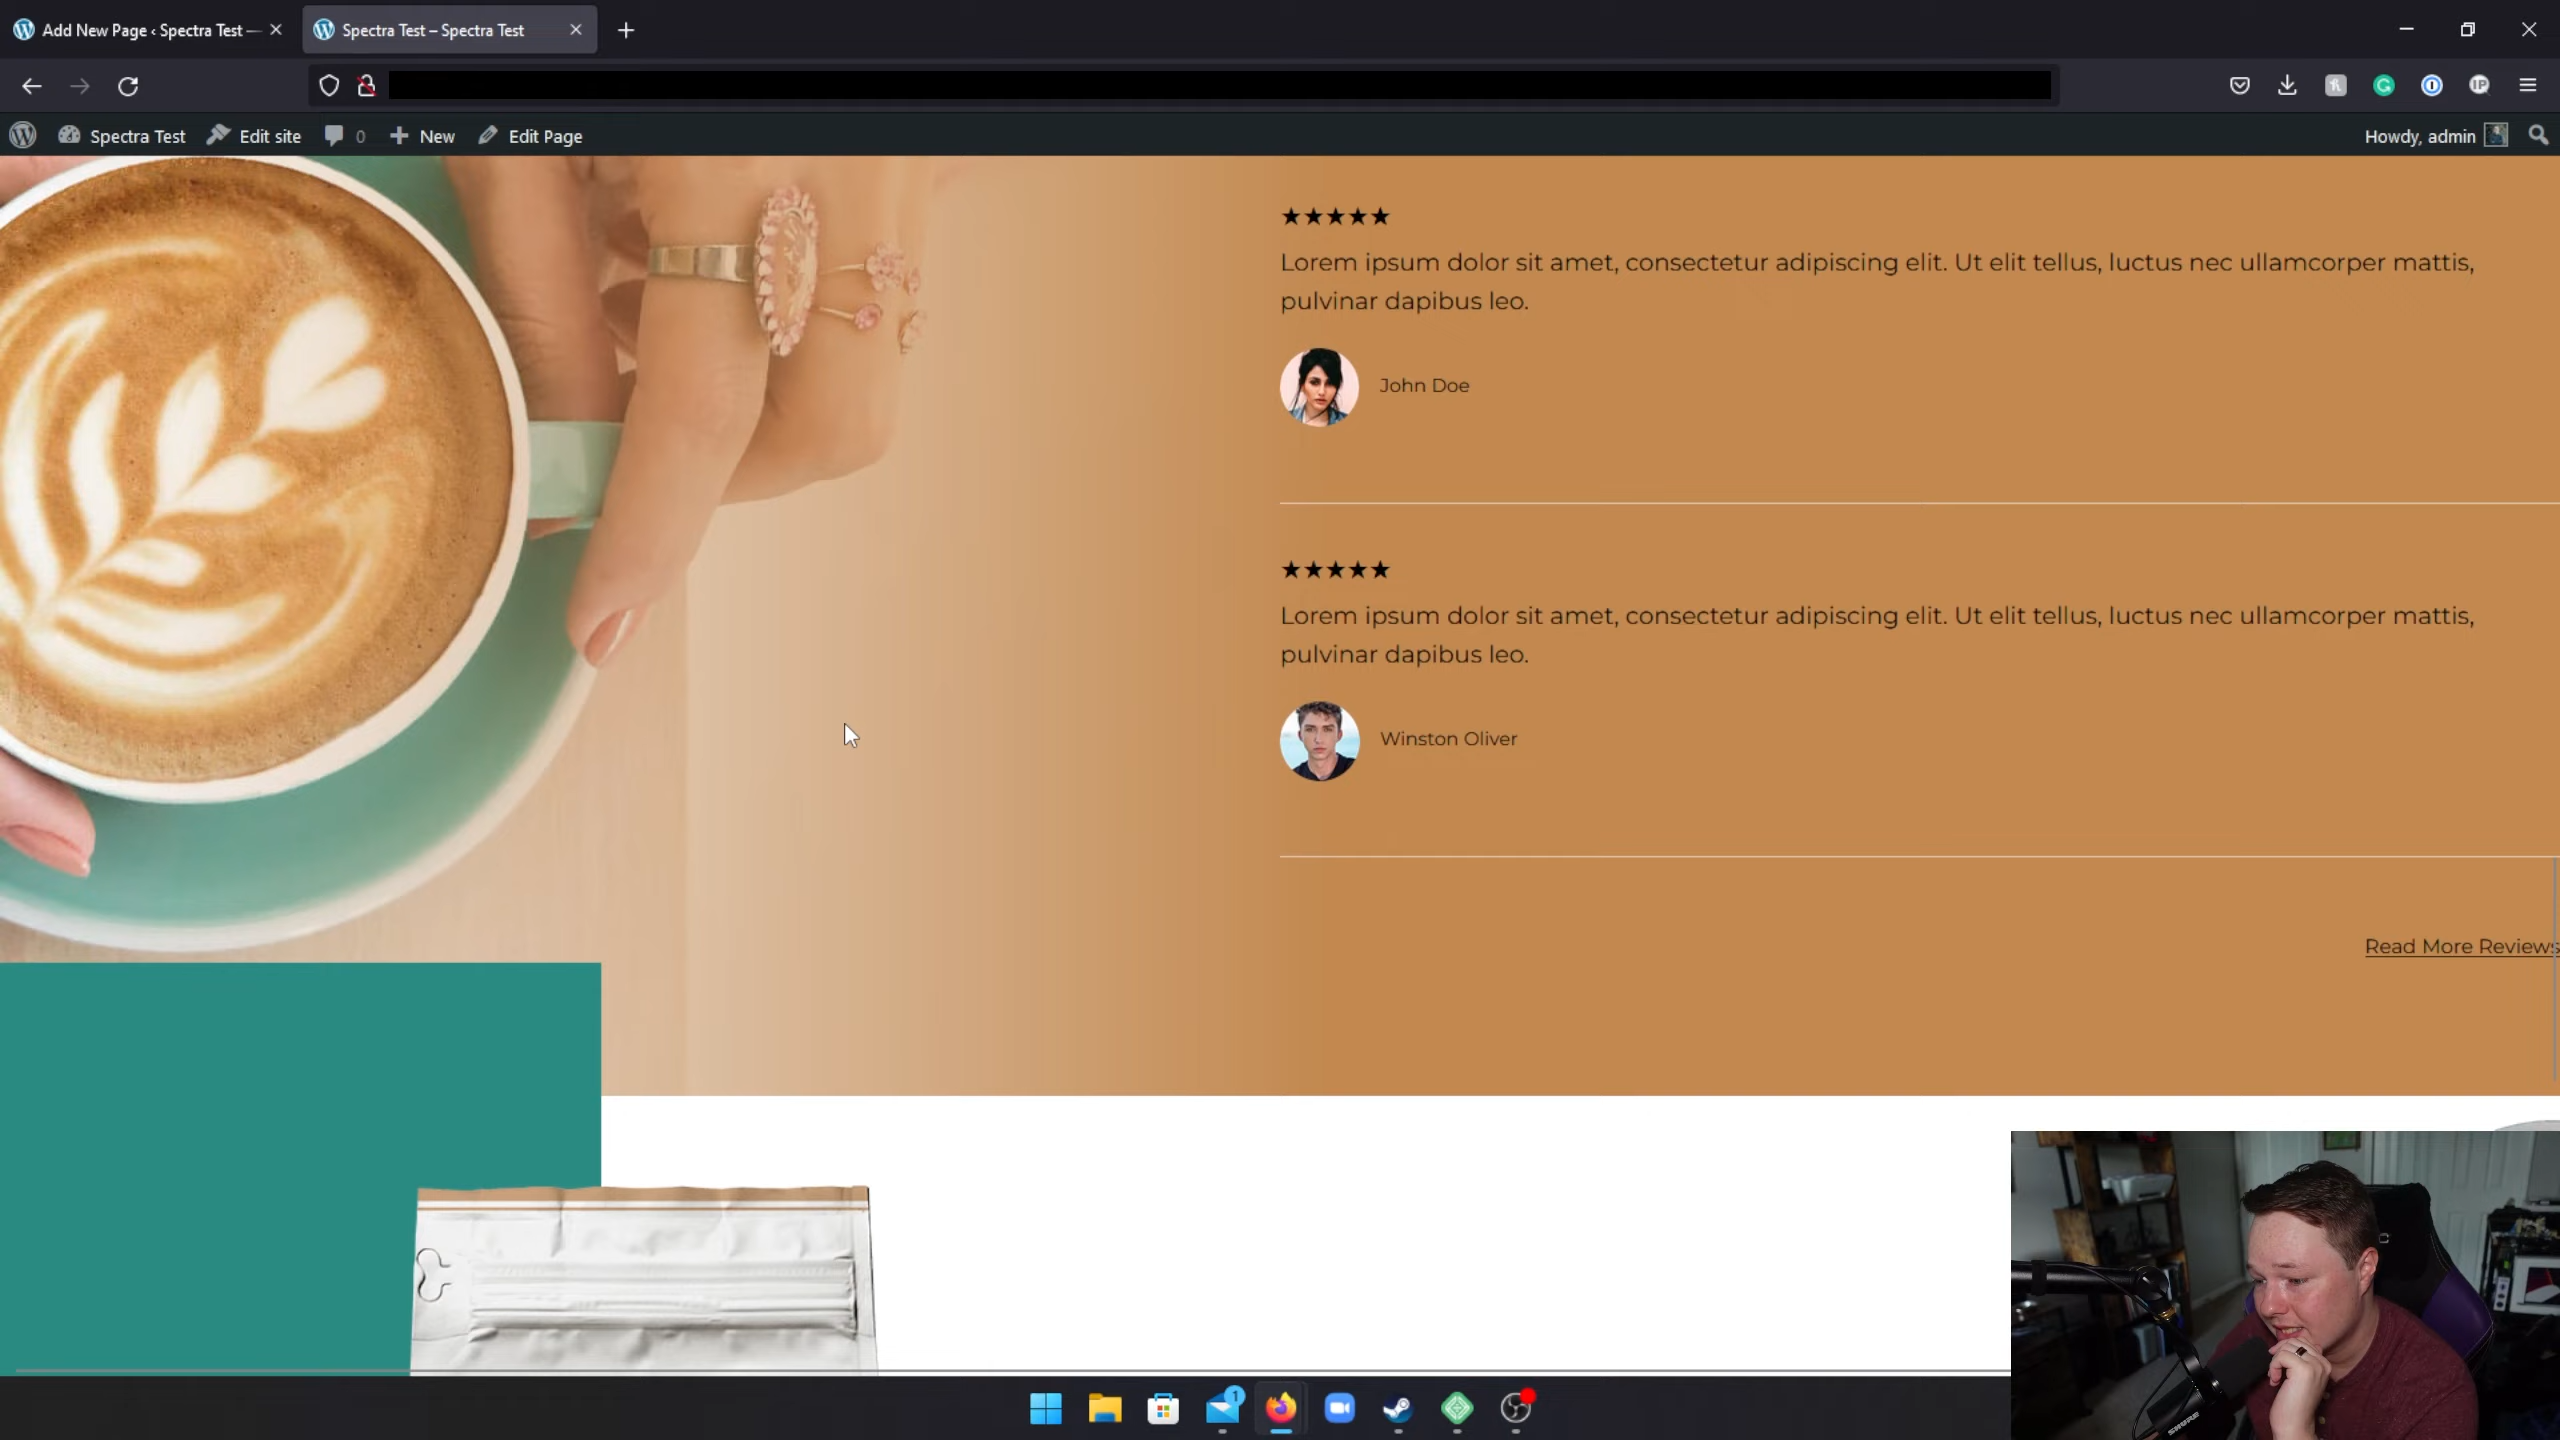 Add New Page ‹ Spectra Test —
Spectra Test – Spectra Test
Spectra Test
Edit site
0
New
Edit Page
Howdy, admin
★★★★★
Lorem ipsum dolor sit amet, consectetur adipiscing elit. Ut elit tellus, luctus nec ullamcorper mattis,
pulvinar dapibus leo.
John Doe
★★★★★
Lorem ipsum dolor sit amet, consectetur adipiscing elit. Ut elit tellus, luctus nec ullamcorper mattis,
pulvinar dapibus leo.
Winston Oliver
Read More Reviews
1
SHURE